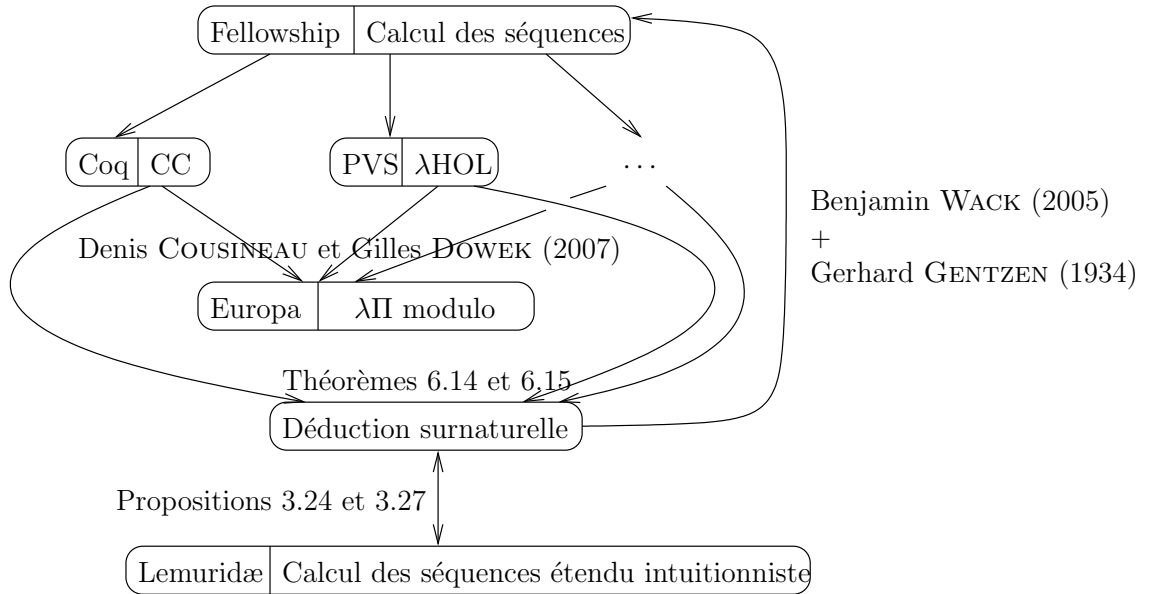 Fellowship Calcul des séquences
Coq CC
PVS λHOL
...
Denis Cousineau et Gilles Dowek (2007)
Europa λΠ modulo
Benjamin Wack (2005)
+
Gerhard Gentzen (1934)
Théorèmes 6.14 et 6.15
Déduction surnaturelle
Propositions 3.24 et 3.27
Lemuridæ Calcul des séquences étendu intuitionniste